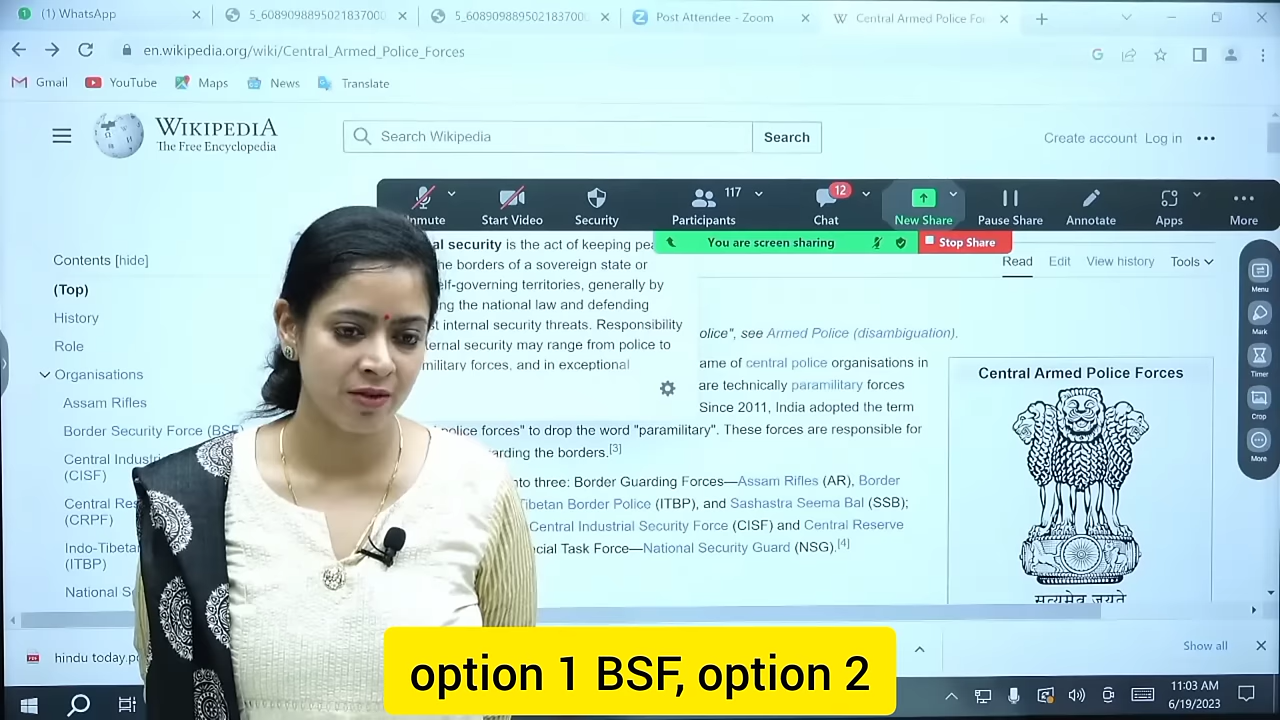 (1) WhatsApp
5_6089098895021837000
5_608909889502183700
Post Attendee - Zoom
Central Armed Police For
en.wikipedia.org/wiki/Central_Armed_Police_Forces
Gmail
YouTube
Maps
News
Translate
WIKIPEDIA
The Free Encyclopedia
Search Wikipedia
Search
Create account
Log in
117
12
Start Video
Security
Participants
Chat
New Share
Pause Share
Annotate
Apps
More
You are screen sharing
Stop Share
Contents [hide]
(Top)
History
Role
Organisations
Assam Rifles
Border Security Force (BSF
Central
(CISF)
Central
(CRPF)
Indo-Tibetan
(ITBP)
National
al security is the act of keeping
the borders of a sovereign state or
elf-governing territories, generally by
ng the national law and defending
internal security threats. Responsibility
ternal security may range from police to
military forces, and in exceptional
Read
Edit
View history
Tools
olice", see Armed Police (disambiguation).
ame of central police organisations in
are technically paramilitary forces
Since 2011, India adopted the term
police forces" to drop the word "paramilitary". These forces are responsible for
arding the borders.[3]
nto three: Border Guarding Forces—Assam Rifles (AR), Border
Tibetan Border Police (ITBP), and Sashastra Seema Bal (SSB);
Central Industrial Security Force (CISF) and Central Reserve
cial Task Force—National Security Guard (NSG).[4]
Central Armed Police Forces
सत्यमेव जयते
Menu
Mark
Timer
Crop
More
hindu today
Show all
option 1 BSF, option 2
11:03 AM
6/19/2023